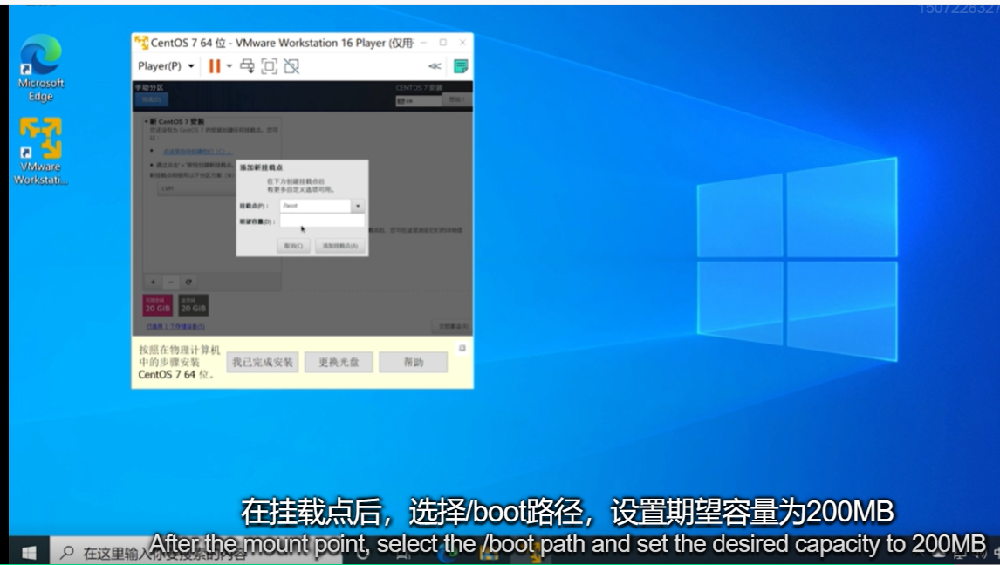 1507228327
Microsoft
Edge
VMware
Workstati...
CentOS 7 64 位 - VMware Workstation 16 Player (仅用
Player(P)
手动分区
CENTOS 7 安装
完成(D)
新 CentOS 7 安装
添加新挂载点
在下方创建挂载点后
有更多自定义选项可用。
挂载点(P)：
/boot
期望容量(D)：
取消(C)
添加挂载点(A)
可用空间
20 GiB
总空间
20 GiB
已选择 1 个存储设备(S)
按照在物理计算机
中的步骤安装
CentOS 7 64 位。
我已完成安装
更换光盘
帮助
在挂载点后，选择/boot路径，设置期望容量为200MB
After the mount point, select the /boot path and set the desired capacity to 200MB
在这里输入你要搜索的内容